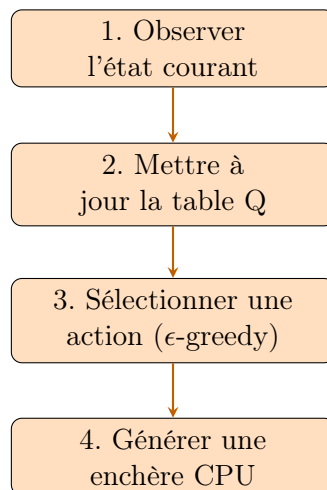 1. Observer
l'état courant
2. Mettre à
jour la table Q
3. Sélectionner une
action (ϵ-greedy)
4. Générer une
enchère CPU